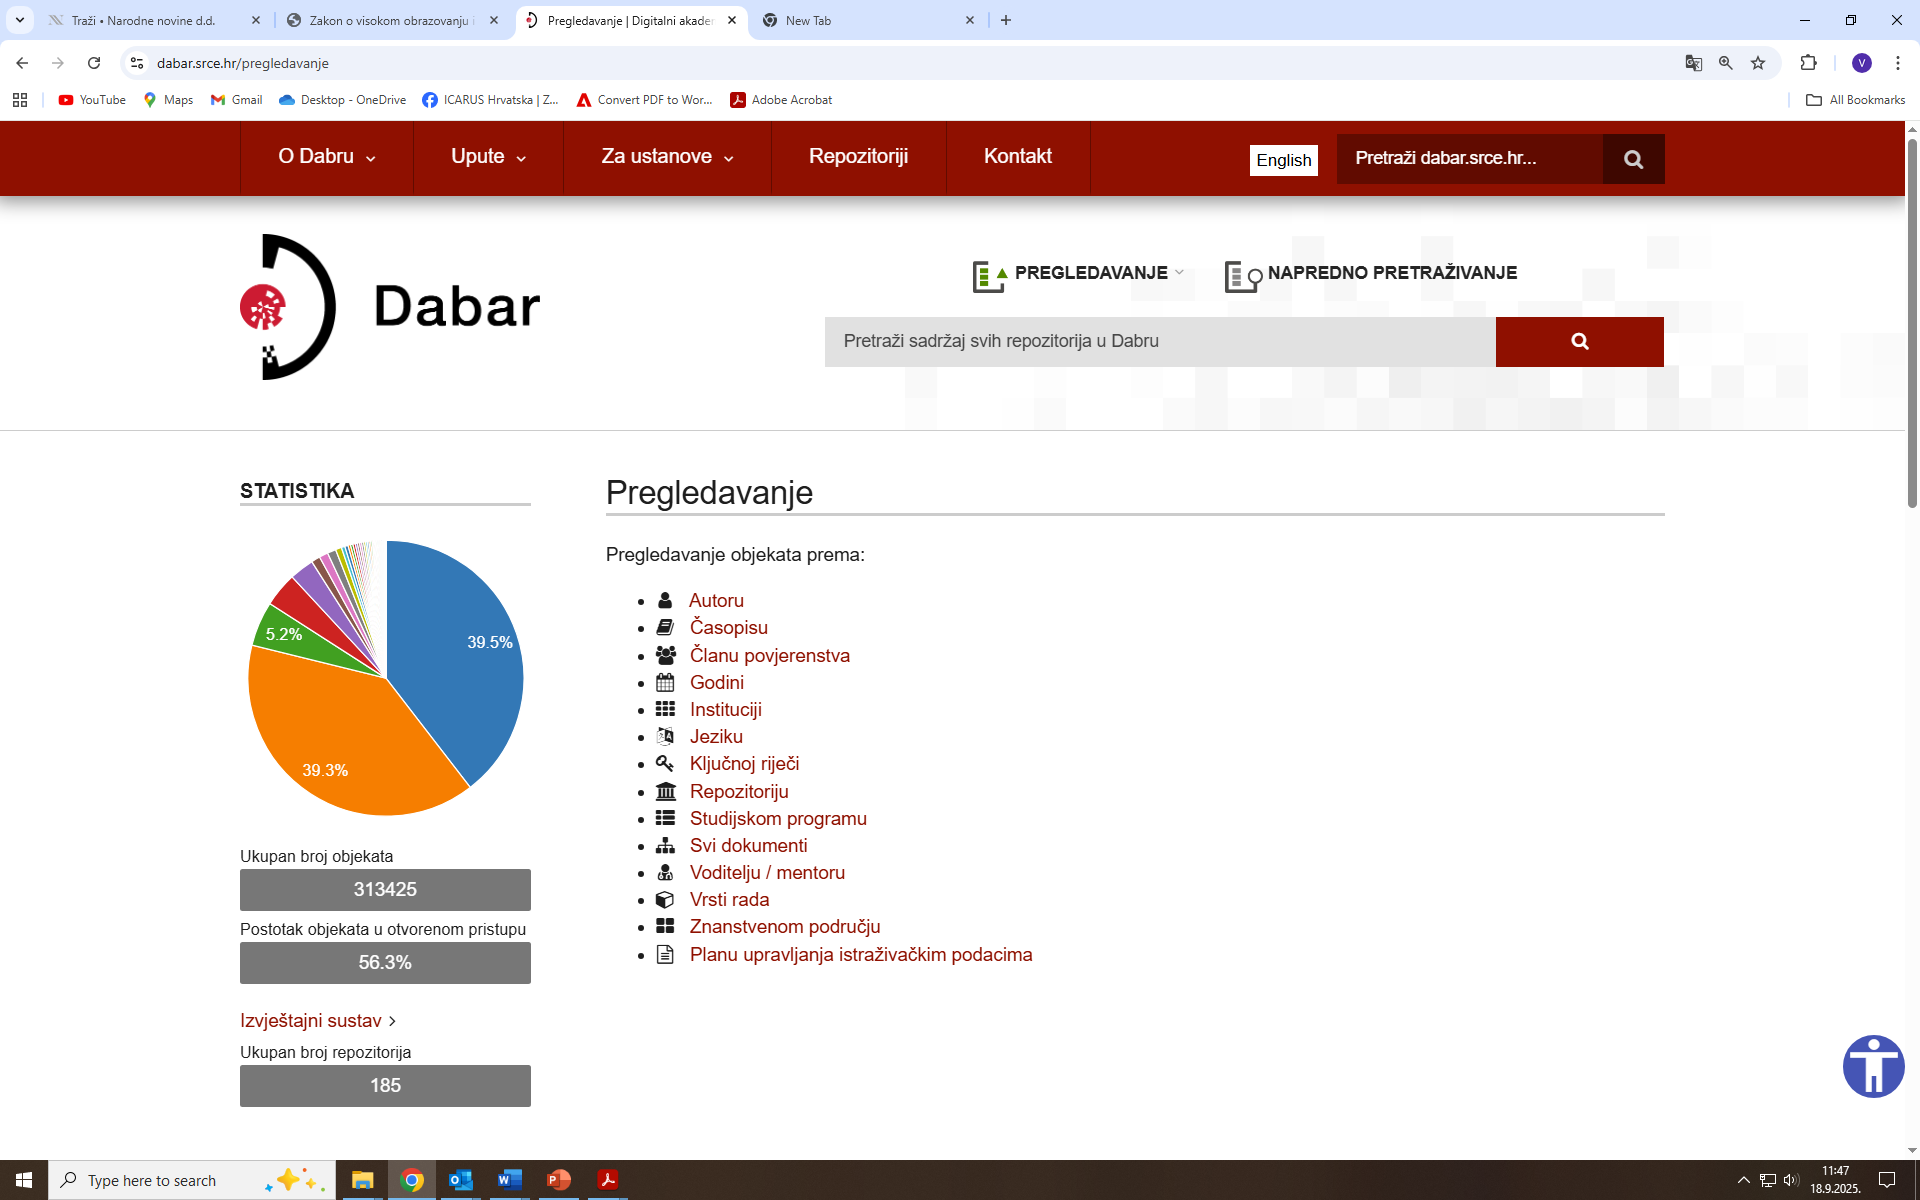 Traži • Narodne novine d.d.
Zakon o visokom obrazovanju i
Pregledavanje | Digitalni akader
New Tab
dabar.srce.hr/pregledavanje
V
YouTube
Maps
Gmail
Desktop - OneDrive
ICARUS Hrvatska | Z...
Convert PDF to Wor...
Adobe Acrobat
All Bookmarks
O Dabru
Upute
Za ustanove
Repozitoriji
Kontakt
English
Pretraži dabar.srce.hr...
Dabar
PREGLEDAVANJE
NAPREDNO PRETRAŽIVANJE
Pretraži sadržaj svih repozitorija u Dabru
STATISTIKA
39.5%
5.2%
39.3%
Ukupan broj objekata
313425
Postotak objekata u otvorenom pristupu
56.3%
Izvještajni sustav
Ukupan broj repozitorija
185
Pregledavanje
Pregledavanje objekata prema:
Autoru
Časopisu
Članu povjerenstva
Godini
Instituciji
Jeziku
Ključnoj riječi
Repozitoriju
Studijskom programu
Svi dokumenti
Voditelju / mentoru
Vrsti rada
Znanstvenom području
Planu upravljanja istraživačkim podacima
Type here to search
11:47
18.9.2025.